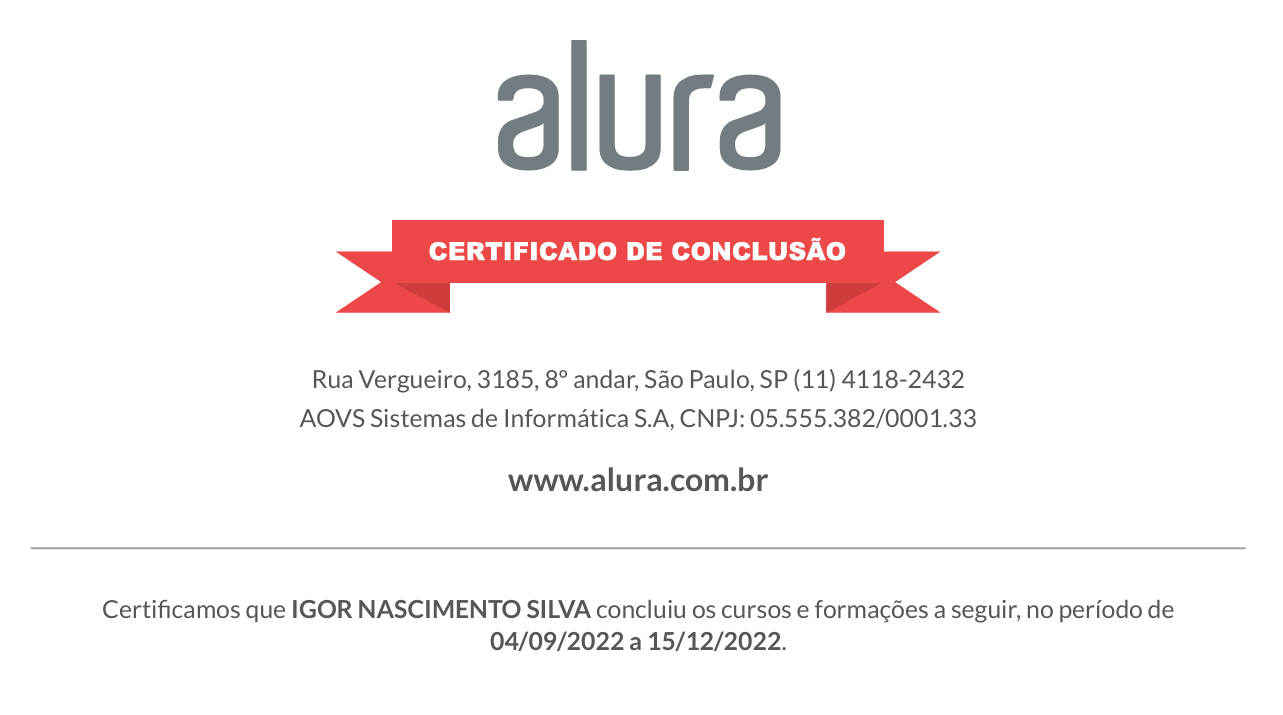 alura
CERTIFICADO DE CONCLUSÃO
Rua Vergueiro, 3185, 8º andar, São Paulo, SP (11) 4118-2432
AOVS Sistemas de Informática S.A, CNPJ: 05.555.382/0001.33
www.alura.com.br
Certificamos que IGOR NASCIMENTO SILVA concluiu os cursos e formações a seguir, no período de
04/09/2022 a 15/12/2022.